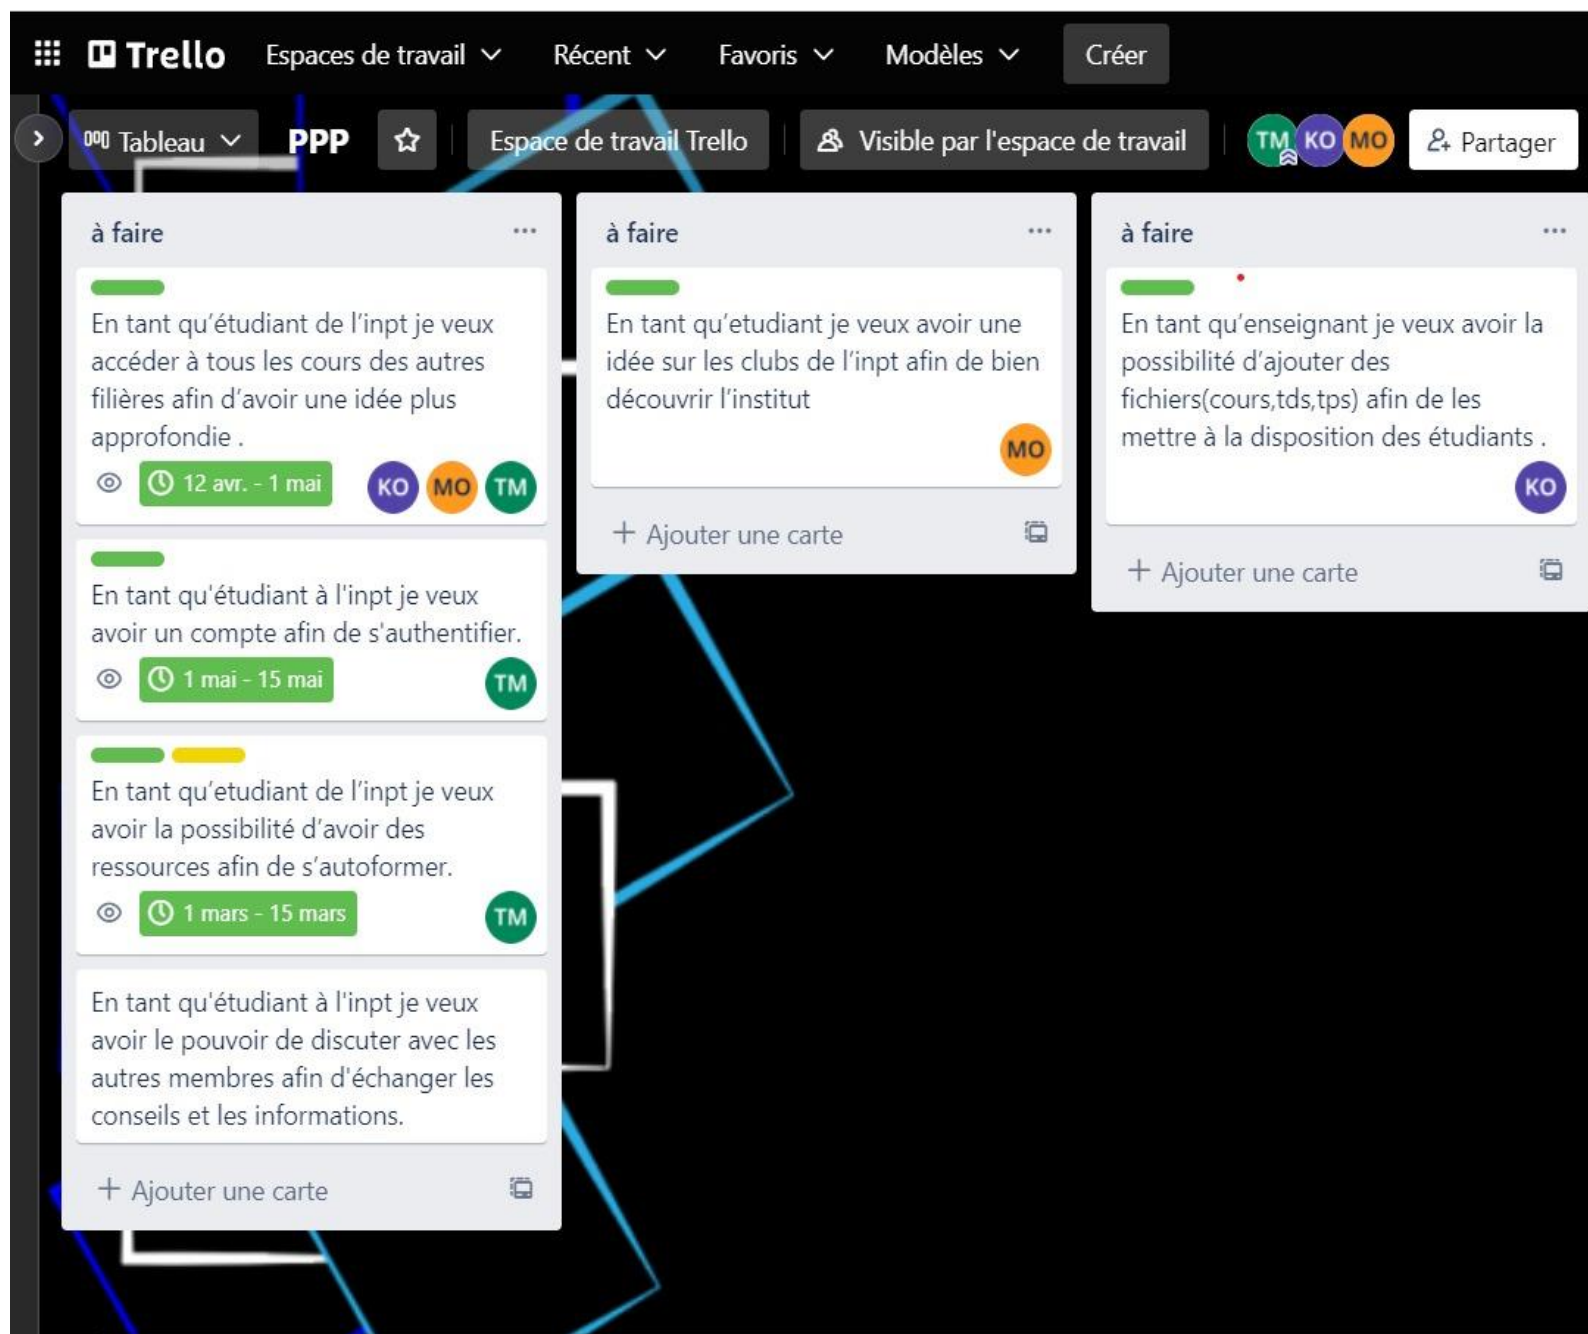 Trello Espaces de travail Récent Favoris Modèles Créer
Tableau PPP Espace de travail Trello Visible par l'espace de travail TM KO MO Partager
à faire
En tant qu’étudiant de l’inpt je veux
accéder à tous les cours des autres
filières afin d’avoir une idée plus
approfondie .
12 avr. - 1 mai KO MO TM
En tant qu'étudiant à l'inpt je veux
avoir un compte afin de s'authentifier.
1 mai - 15 mai TM
En tant qu’etudiant de l’inpt je veux
avoir la possibilité d’avoir des
ressources afin de s’autoformer.
1 mars - 15 mars TM
En tant qu'étudiant à l'inpt je veux
avoir le pouvoir de discuter avec les
autres membres afin d'échanger les
conseils et les informations.
+ Ajouter une carte
à faire
En tant qu’etudiant je veux avoir une
idée sur les clubs de l’inpt afin de bien
découvrir l’institut
MO
+ Ajouter une carte
à faire
En tant qu’enseignant je veux avoir la
possibilité d’ajouter des
fichiers(cours,tds,tps) afin de les
mettre à la disposition des étudiants .
KO
+ Ajouter une carte